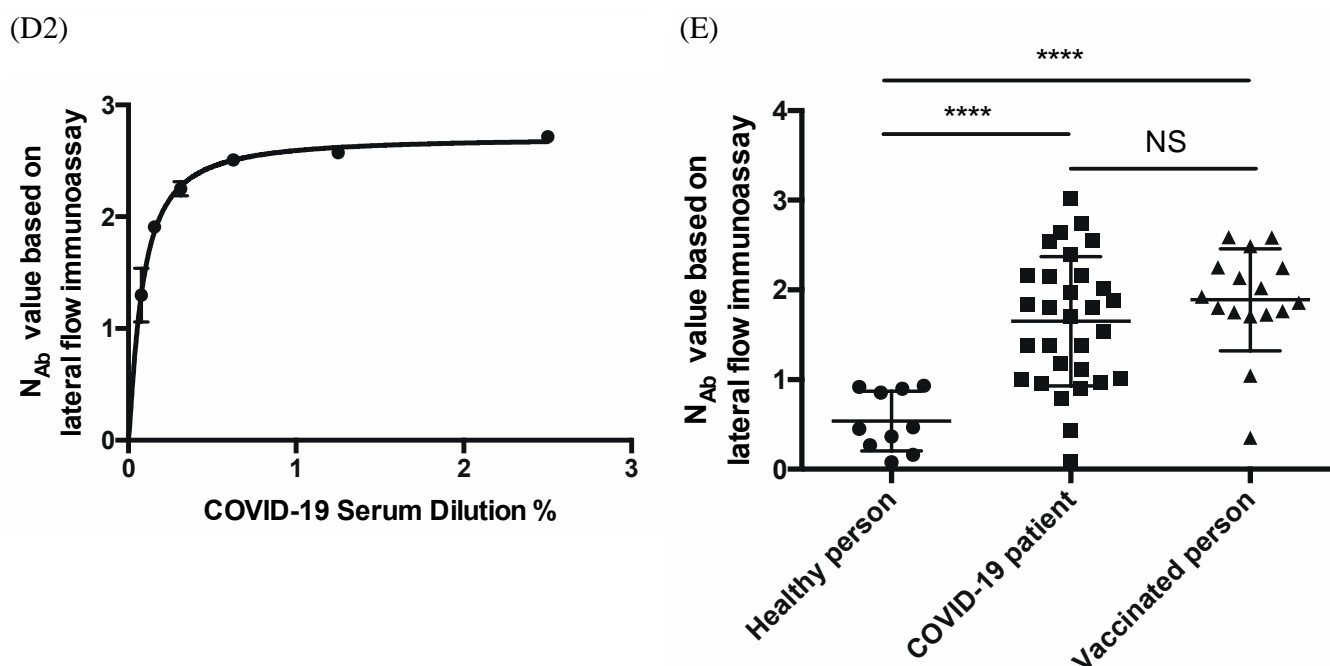 (D2)
N_Ab value based on
lateral flow immunoassay
3
2
1
0
0
1
2
3
COVID-19 Serum Dilution %
(E)
****
****
NS
N_Ab value based on
lateral flow immunoassay
4
3
2
1
0
Healthy person
COVID-19 patient
Vaccinated person